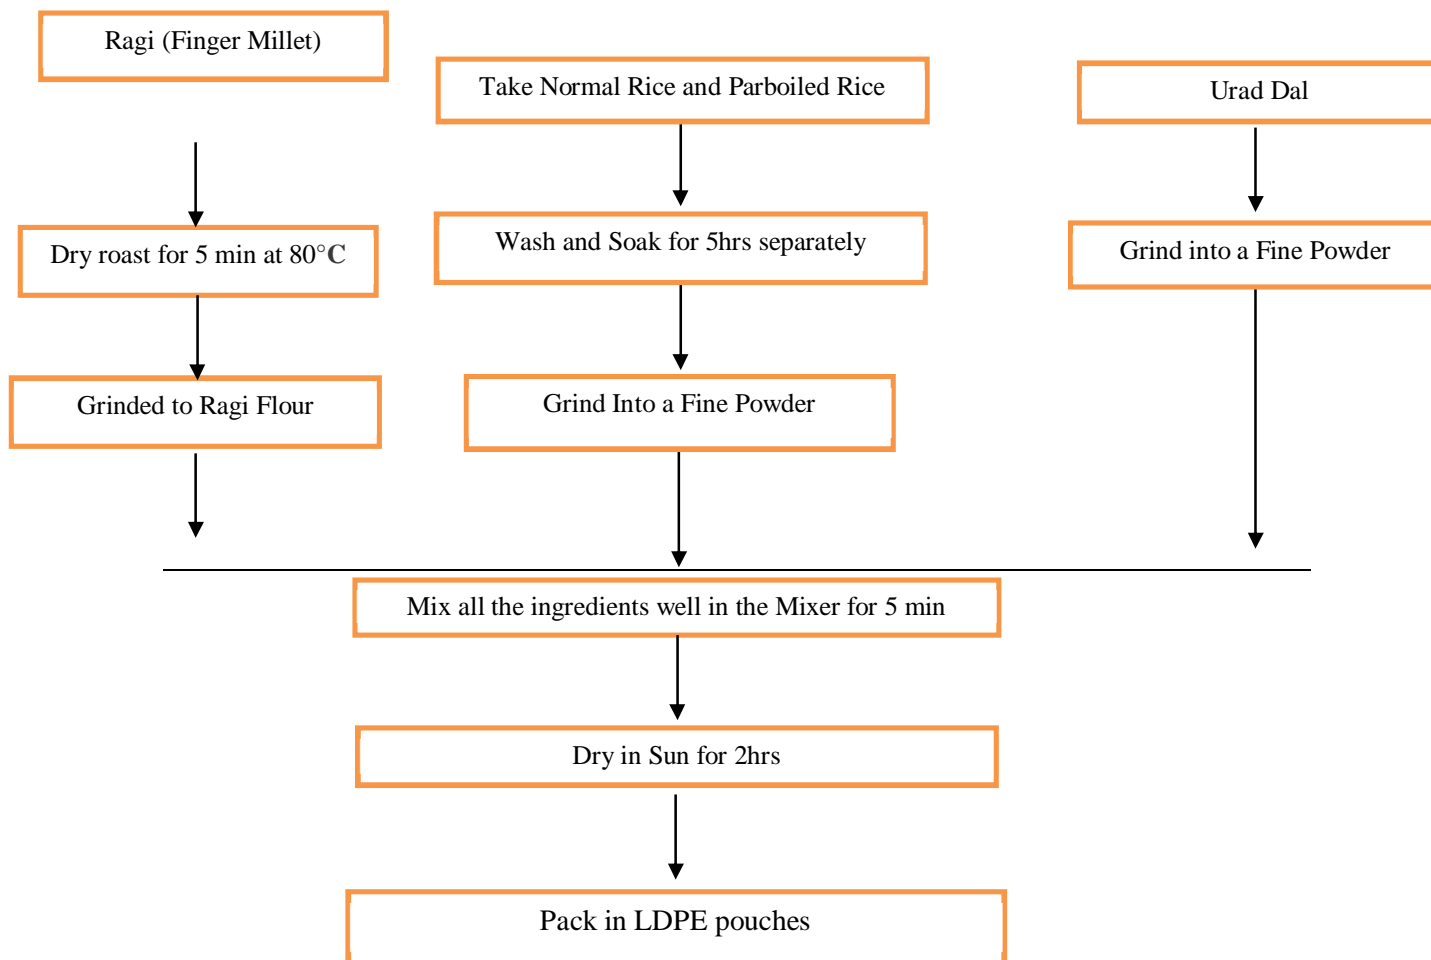 Ragi (Finger Millet)
Take Normal Rice and Parboiled Rice
Urad Dal
Dry roast for 5 min at 80°C
Wash and Soak for 5hrs separately
Grind into a Fine Powder
Grinded to Ragi Flour
Grind Into a Fine Powder
Mix all the ingredients well in the Mixer for 5 min
Dry in Sun for 2hrs
Pack in LDPE pouches